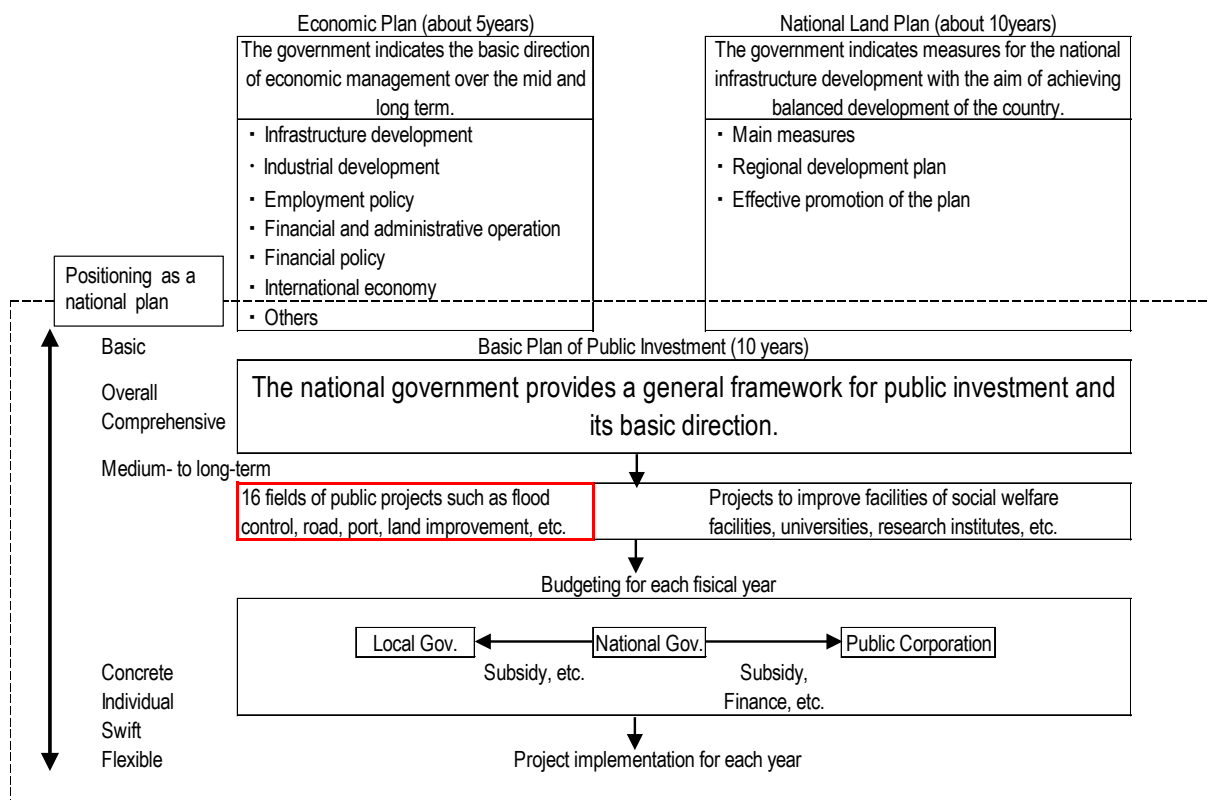 Economic Plan (about 5years)
The government indicates the basic direction
of economic management over the mid and
long term.
・ Infrastructure development
・ Industrial development
・ Employment policy
・ Financial and administrative operation
・ Financial policy
・ International economy
・ Others
National Land Plan (about 10years)
The government indicates measures for the national
infrastructure development with the aim of achieving
balanced development of the country.
・ Main measures
・ Regional development plan
・ Effective promotion of the plan
Positioning as a
national plan
Basic
Overall
Comprehensive
Medium- to long-term
Basic Plan of Public Investment (10 years)
The national government provides a general framework for public investment and
its basic direction.
16 fields of public projects such as flood
control, road, port, land improvement, etc.
Projects to improve facilities of social welfare
facilities, universities, research institutes, etc.
Budgeting for each fisical year
Local Gov.
National Gov.
Public Corporation
Subsidy, etc.
Subsidy,
Finance, etc.
Concrete
Individual
Swift
Flexible
Project implementation for each year